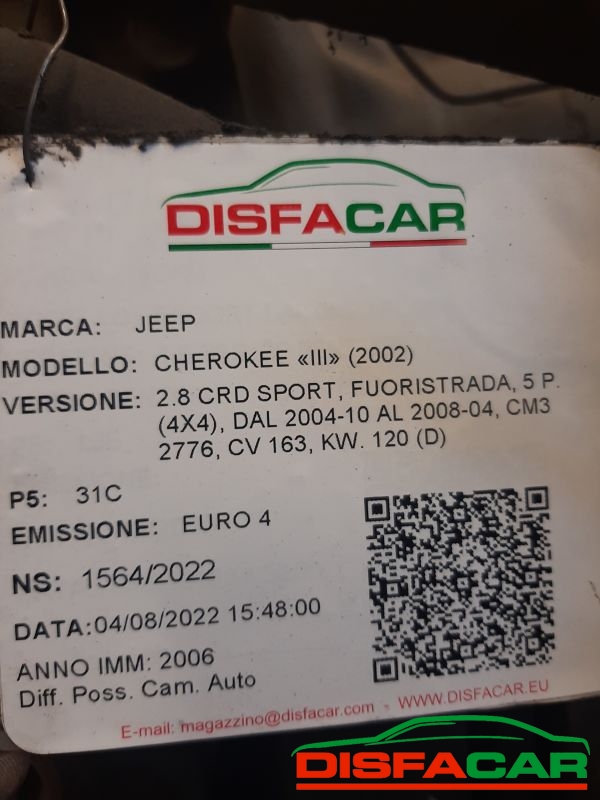 DISFACAR
MARCA: JEEP
MODELLO: CHEROKEE «III» (2002)
VERSIONE: 2.8 CRD SPORT, FUORISTRADA, 5 P.
(4X4), DAL 2004-10 AL 2008-04, CM3
2776, CV 163, KW. 120 (D)
P5: 31C
EMISSIONE: EURO 4
NS: 1564/2022
DATA:04/08/2022 15:48:00
ANNO IMM: 2006
Diff. Poss. Cam. Auto
E-mail: magazzino@disfacar.com - WWW.DISFACAR.EU
DISFACAR